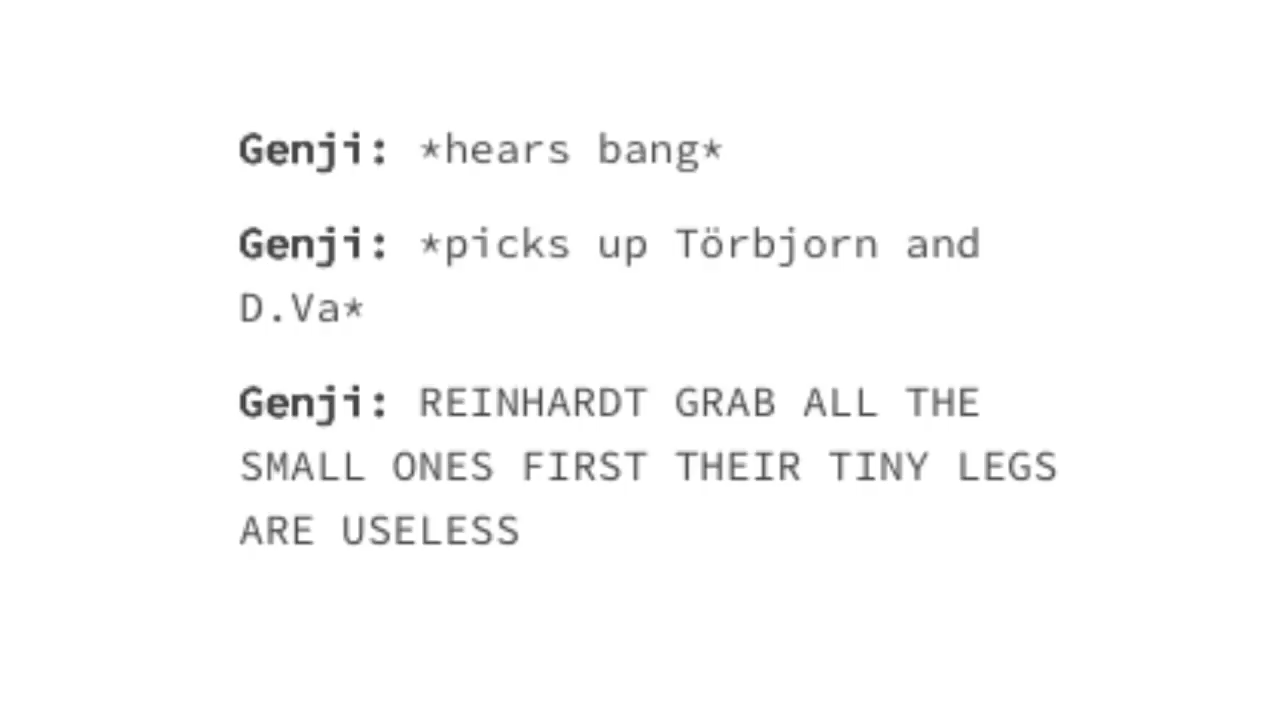 Genji: *hears bang*
Genji: *picks up Törbjorn and
D.Va*
Genji: REINHARDT GRAB ALL THE
SMALL ONES FIRST THEIR TINY LEGS
ARE USELESS